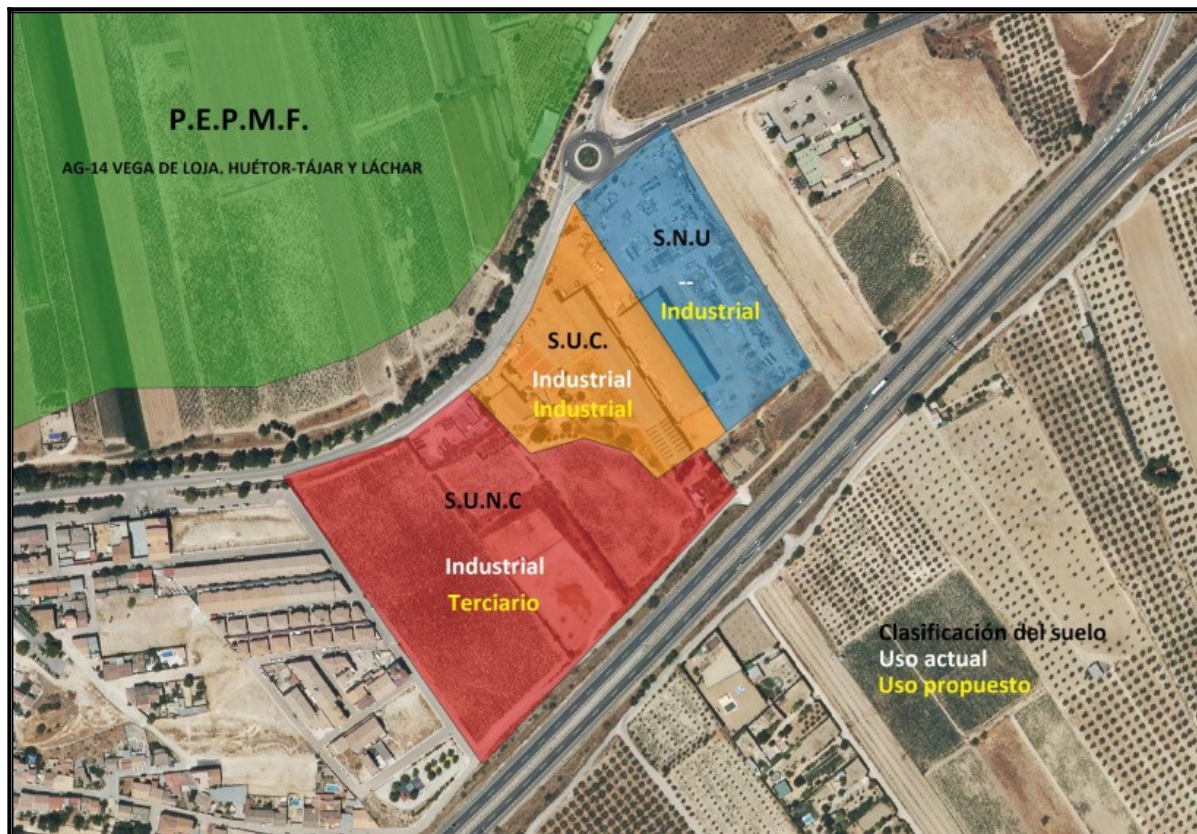 P.E.P.M.F.
AG-14 VEGA DE LOJA, HUÉTOR-TÁJAR Y LÁCHAR
S.N.U
--
Industrial
S.U.C.
Industrial
Industrial
S.U.N.C
Industrial
Terciario
Clasificación del suelo
Uso actual
Uso propuesto